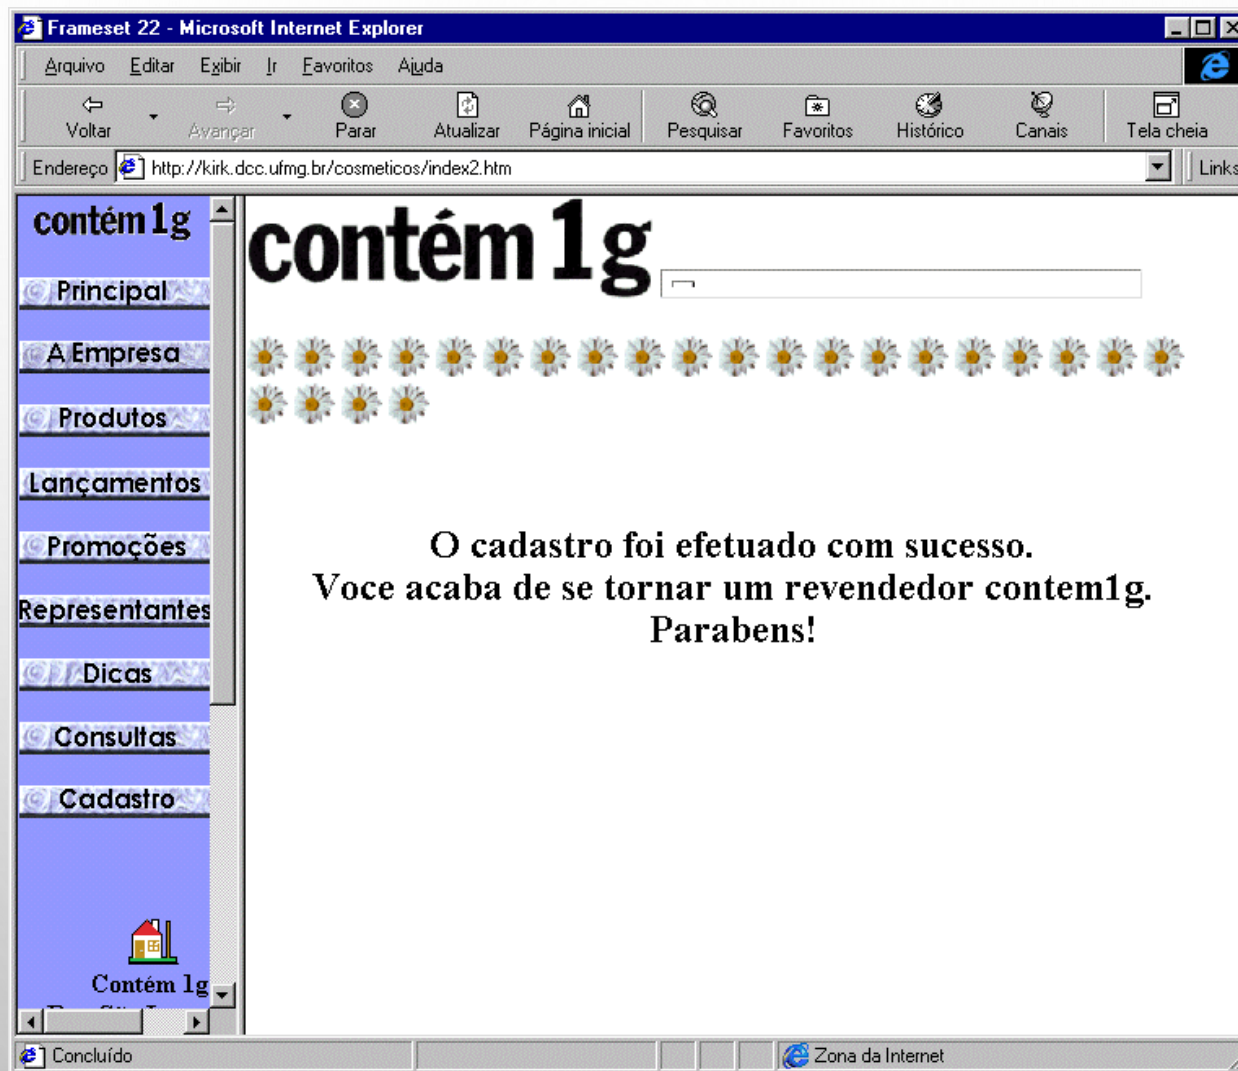 Frameset 22 - Microsoft Internet Explorer
Arquivo Editar Exibir Ir Favoritos Ajuda
Voltar Avançar Parar Atualizar Página inicial Pesquisar Favoritos Histórico Canais Tela cheia
Endereço http://kirk.dcc.ufmg.br/cosmeticos/index2.htm Links
contém 1g
Principal
A Empresa
Produtos
Lançamentos
Promoções
Representantes
Dicas
Consultas
Cadastro
Contém 1g
contém 1g
O cadastro foi efetuado com sucesso.
Voce acaba de se tornar um revendedor contem1g.
Parabens!
Concluído Zona da Internet